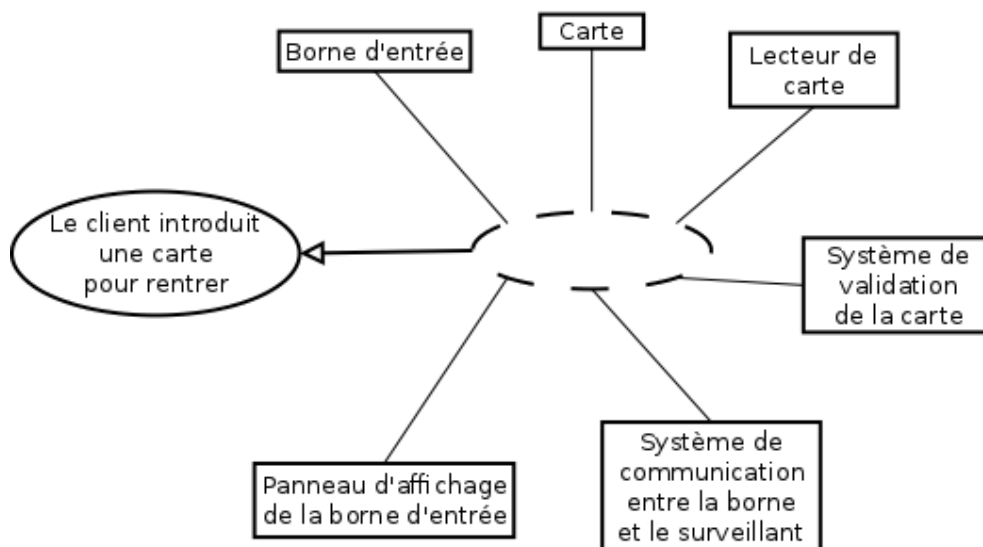 Borne d'entrée
Carte
Lecteur de
carte
Le client introduit
une carte
pour rentrer
Système de
validation
de la carte
Panneau d'affichage
de la borne d'entrée
Système de
communication
entre la borne
et le surveillant